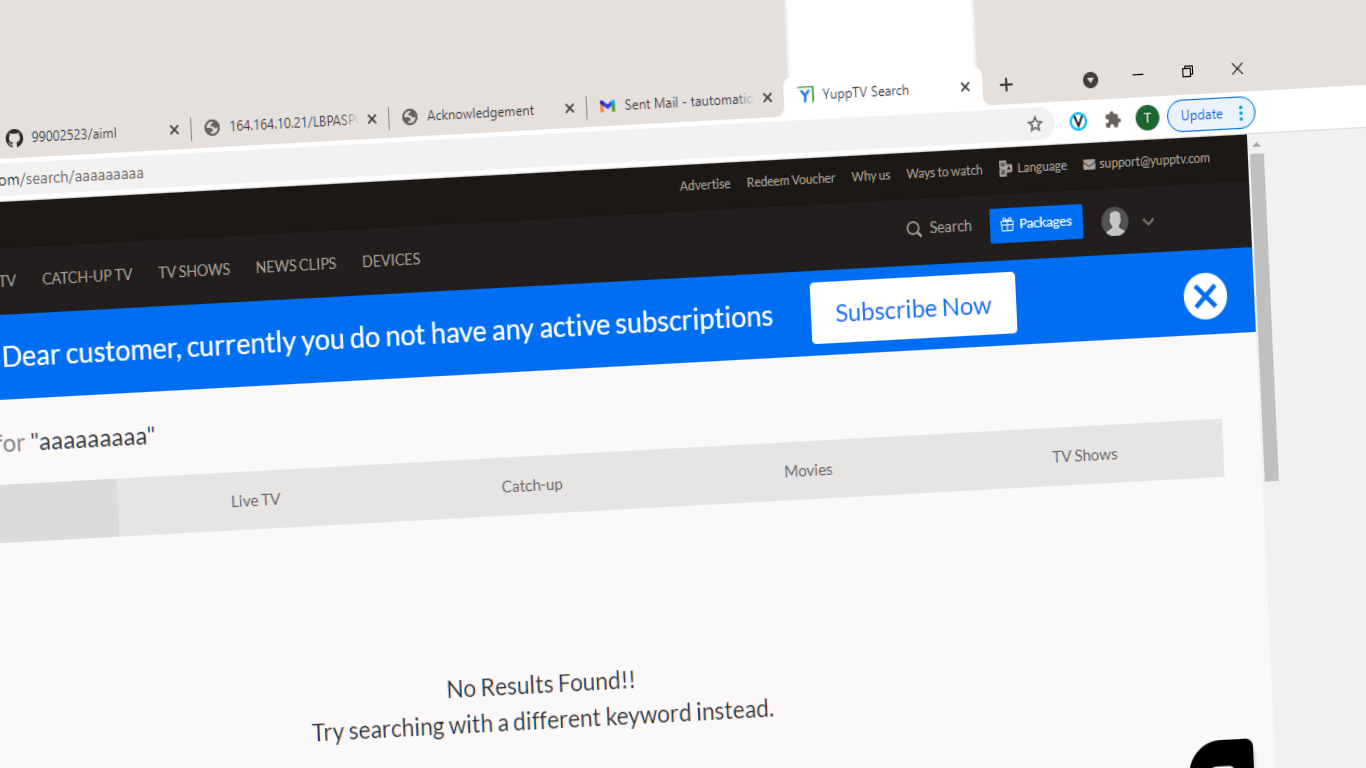 99002523/aiml
164.164.10.21/LBPASP
Acknowledgement
Sent Mail - tautomatic
YuppTV Search
om/search/aaaaaaaaa
T
Update
Advertise
Redeem Voucher
Why us
Ways to watch
Language
support@yupptv.com
TV
CATCH-UP TV
TV SHOWS
NEWS CLIPS
DEVICES
Search
Packages
Dear customer, currently you do not have any active subscriptions
Subscribe Now
for "aaaaaaaaa"
Live TV
Catch-up
Movies
TV Shows
No Results Found!!
Try searching with a different keyword instead.